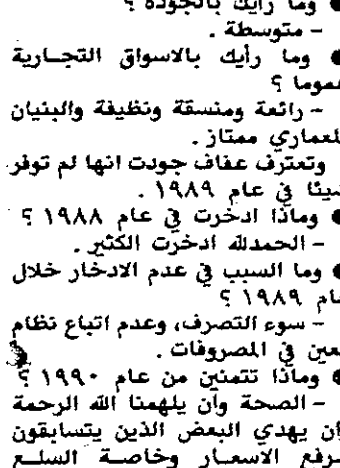 ● وما رأيك بالجودة ؟
– متوسطة .
● وما رأيك بالاسواق التجارية
عموما ؟
– رائعة ومنسقة ونظيفة والبنيان
المعماري ممتاز .
وتعترف عفاف جودت انها لم توفر
شيئا في عام ١٩٨٩ .
● وماذا ادخرت في عام ١٩٨٨ ؟
– الحمدلله ادخرت الكثير .
● وما السبب في عدم الادخار خلال
عام ١٩٨٩ ؟
– سوء التصرف، وعدم اتباع نظام
معين في المصروفات .
● وماذا تتمنين من عام ١٩٩٠ ؟
– الصحة وان يلهمنا الله الرحمة
وان يهدي البعض الذين يتسابقون
برفع الاسعار وخاصة السلع